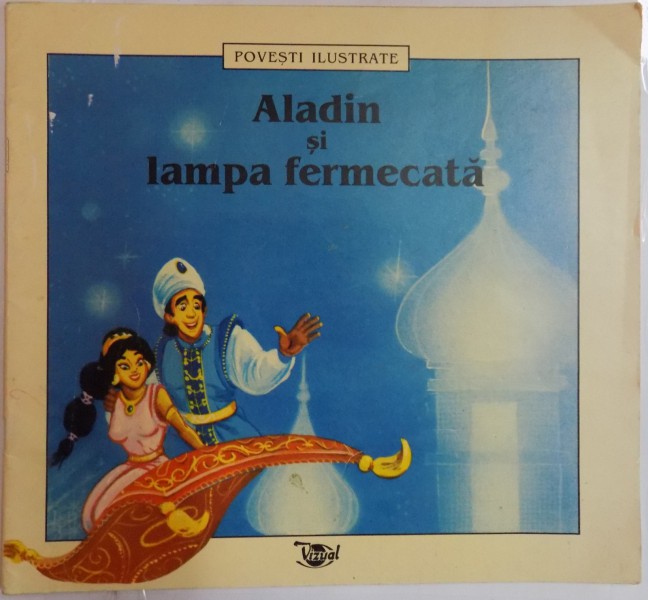 POVEȘTI ILUSTRATE
Aladin
și
lampa fermecată
Vizual